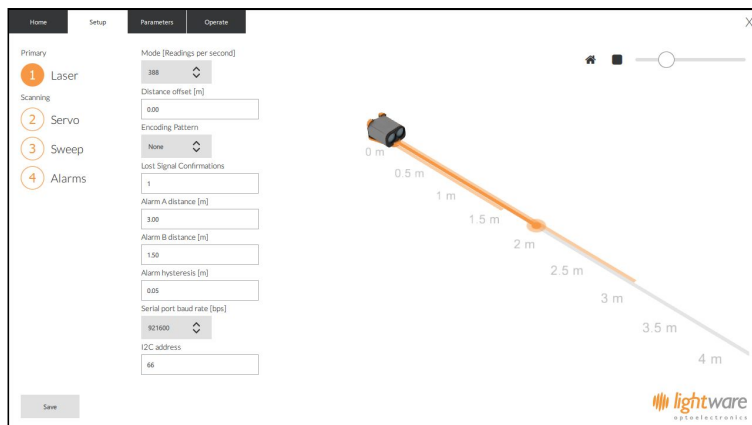 Home Setup Parameters Operate X
Primary
1 Laser
Scanning
2 Servo
3 Sweep
4 Alarms
Mode [Readings per second]
388
Distance offset [m]
0.00
Encoding Pattern
None
Lost Signal Confirmations
1
Alarm A distance [m]
3.00
Alarm B distance [m]
1.50
Alarm hysteresis [m]
0.05
Serial port baud rate [bps]
921600
I2C address
66
Save
0 m
0.5 m
1 m
1.5 m
2 m
2.5 m
3 m
3.5 m
4 m
lightware
optoelectronics